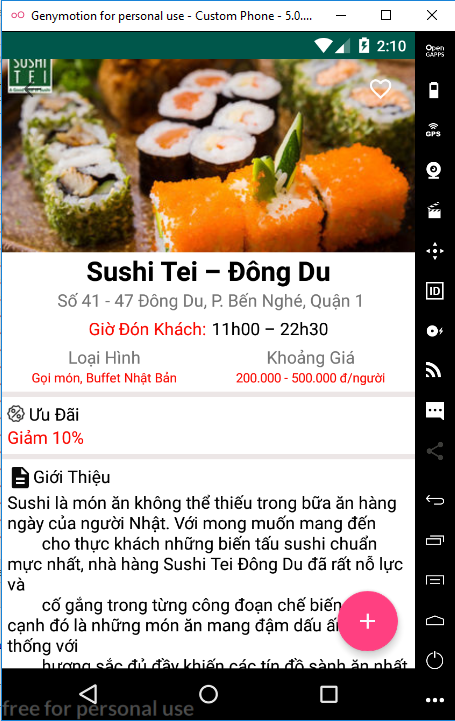 Genymotion for personal use - Custom Phone - 5.0....
Open
GAPPS
2:10
SUSHI
TEI
GPS
ID
Sushi Tei – Đông Du
Số 41 - 47 Đông Du, P. Bến Nghé, Quận 1
Giờ Đón Khách: 11h00 – 22h30
Loại Hình
Khoảng Giá
Gọi món, Buffet Nhật Bản
200.000 - 500.000 đ/người
Ưu Đãi
Giảm 10%
Giới Thiệu
Sushi là món ăn không thể thiếu trong bữa ăn hàng
ngày của người Nhật. Với mong muốn mang đến
cho thực khách những biến tấu sushi chuẩn
mực nhất, nhà hàng Sushi Tei Đông Du đã rất nỗ lực
và
cố gắng trong từng công đoạn chế biến
cạnh đó là những món ăn mang đậm dấu
thống với
hương sắc đủ đầy khiến các tín đồ sành ăn nhất
free for personal use